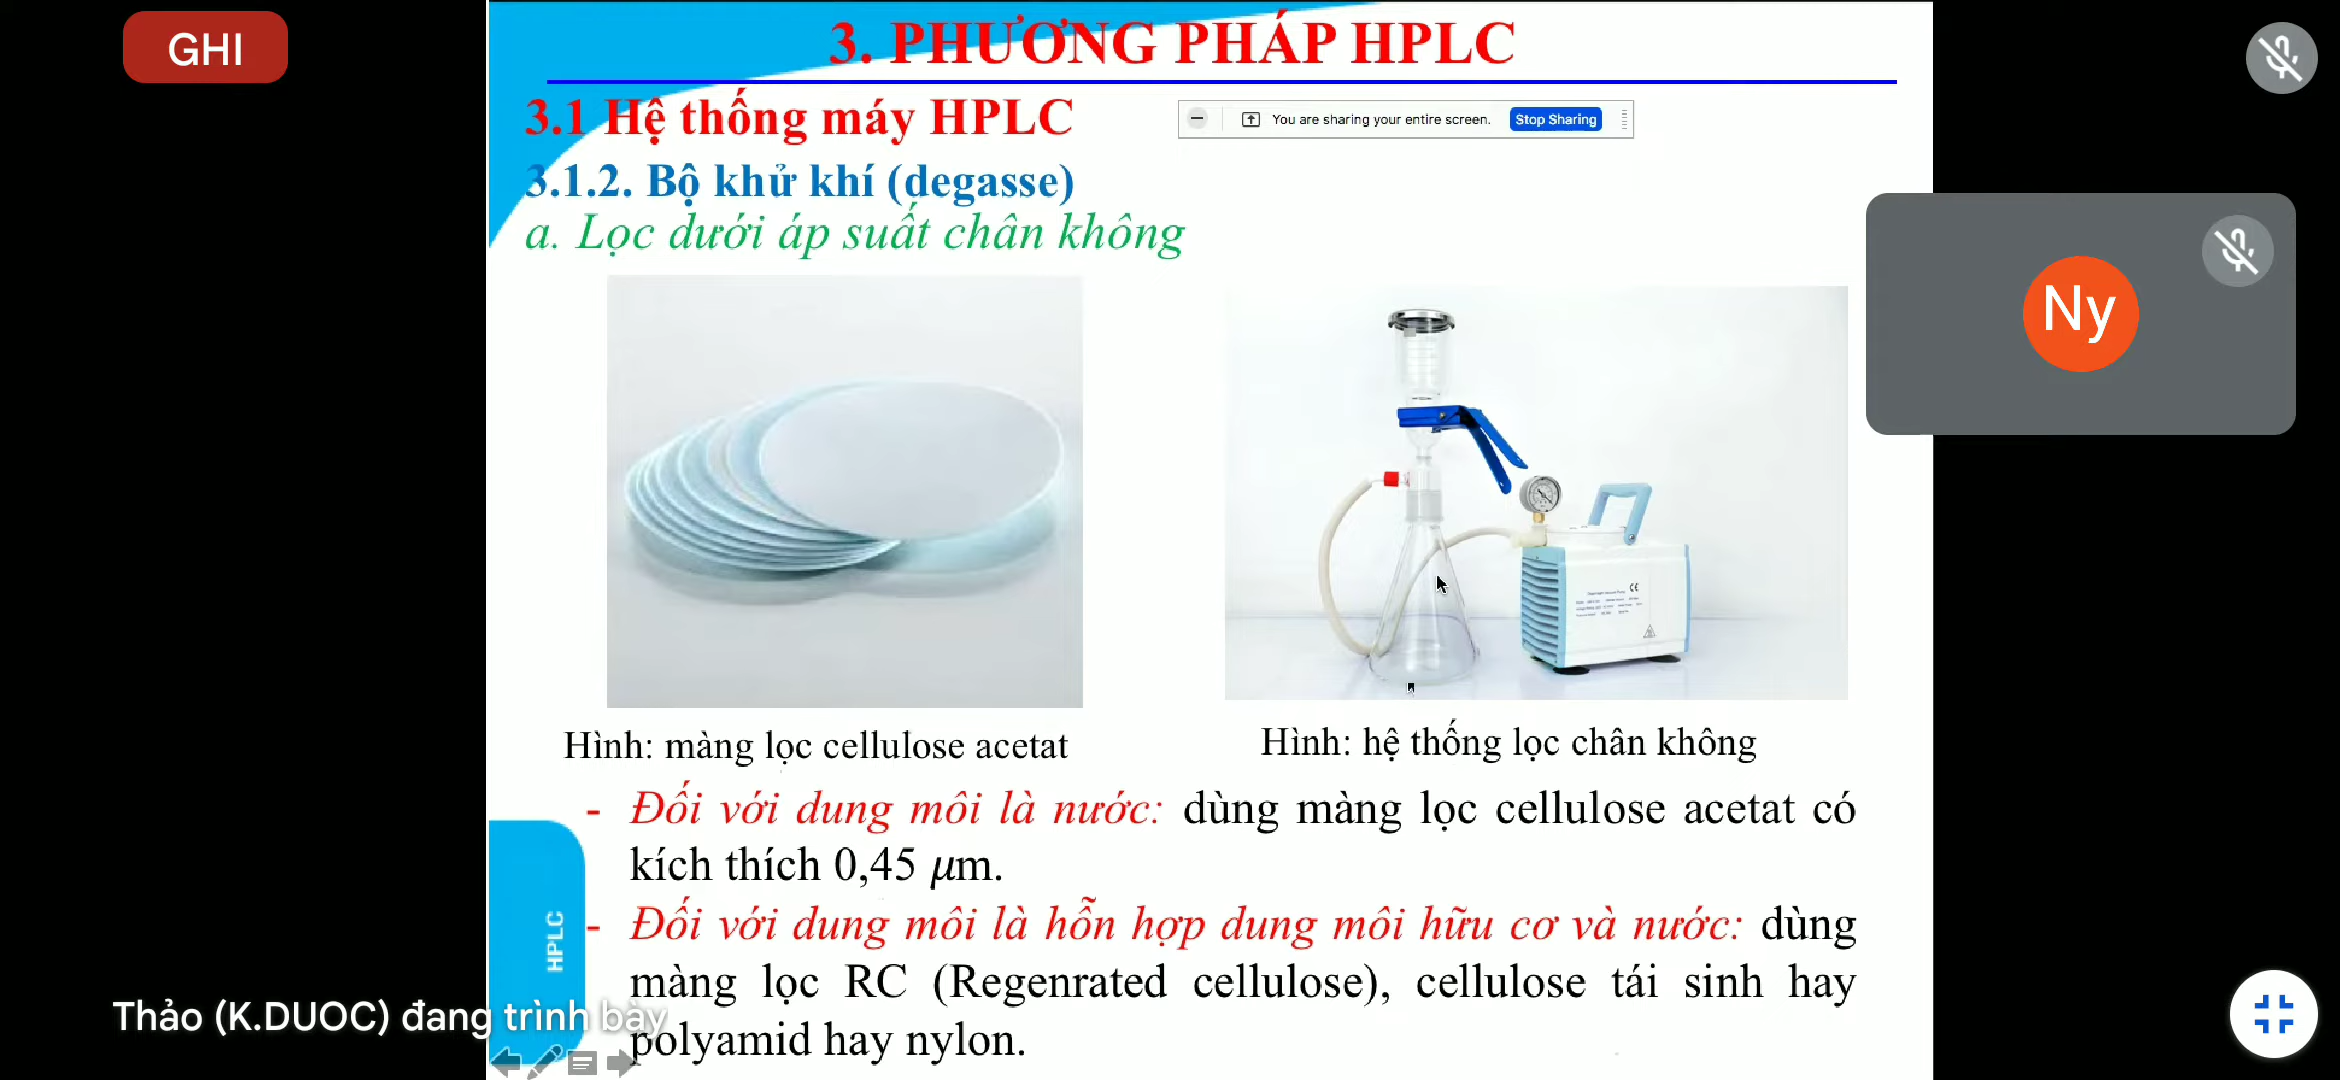 GHI
3. PHƯƠNG PHÁP HPLC
3.1 Hệ thống máy HPLC
You are sharing your entire screen.
Stop Sharing
3.1.2. Bộ khử khí (degasse)
a. Lọc dưới áp suất chân không
Ny
CE
Hình: màng lọc cellulose acetat
Hình: hệ thống lọc chân không
- Đối với dung môi là nước: dùng màng lọc cellulose acetat có
kích thích 0,45 μm.
- Đối với dung môi là hỗn hợp dung môi hữu cơ và nước: dùng
màng lọc RC (Regenrated cellulose), cellulose tái sinh hay
polyamid hay nylon.
HPLC
Thảo (K.DUOC) đang trình bày